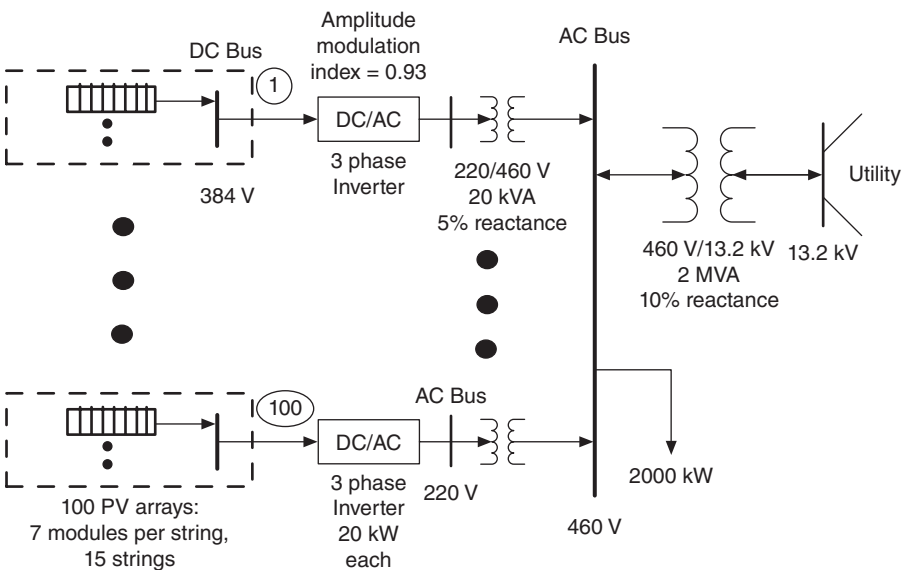 Amplitude
modulation
index = 0.93
DC Bus
AC Bus
1
DC/AC
3 phase
Inverter
384 V
220/460 V
20 kVA
5% reactance
Utility
460 V/13.2 kV
2 MVA
10% reactance
13.2 kV
AC Bus
100
DC/AC
3 phase
Inverter
20 kW
each
220 V
2000 kW
460 V
100 PV arrays:
7 modules per string,
15 strings